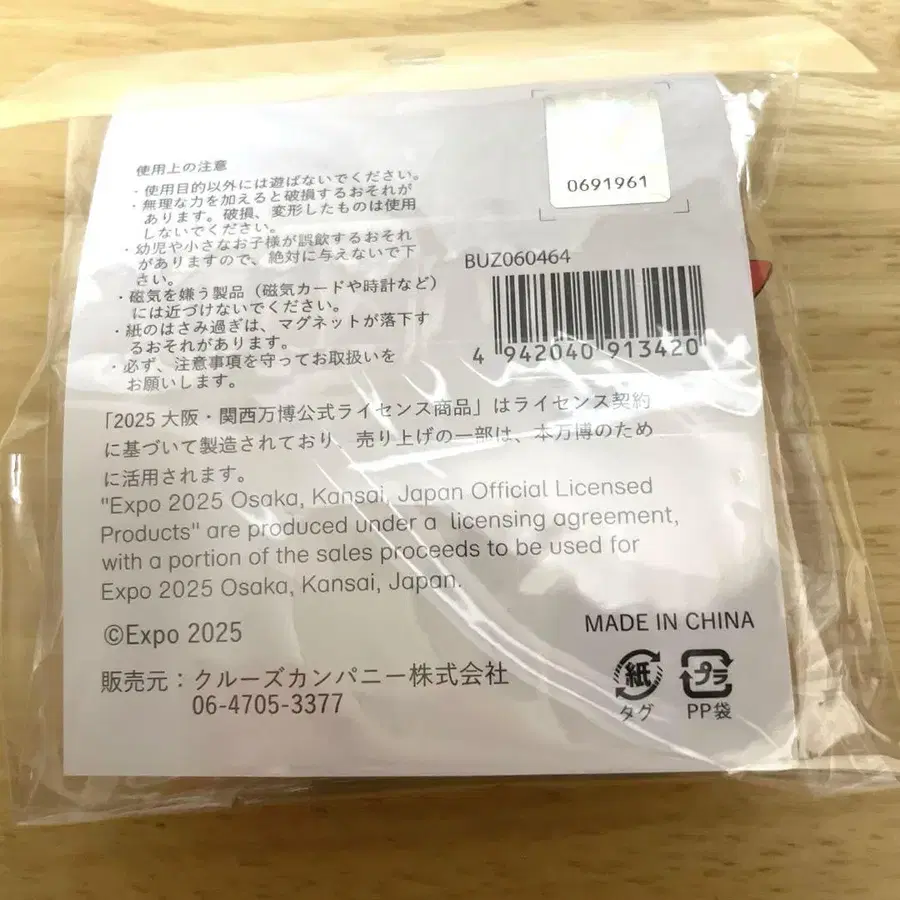 使用上の注意
・使用目的以外には遊ばないでください。
・無理な力を加えると破損するおそれが
あります。破損、変形したものは使用
しないでください。
・幼児や小さなお子様が誤飲するおそれ
がありますので、絶対に与えないで下
さい。
・磁気を嫌う製品（磁気カードや時計など）
には近づけないでください。
・紙のはさみ過ぎは、マグネットが落下す
るおそれがあります。
・必ず、注意事項を守ってお取扱いを
お願いします。
0691961
BUZ060464
4 942040 913420
「2025 大阪・関西万博公式ライセンス商品」はライセンス契約
に基づいて製造されており、売り上げの一部は、本万博のため
に活用されます。
"Expo 2025 Osaka, Kansai, Japan Official Licensed
Products" are produced under a licensing agreement,
with a portion of the sales proceeds to be used for
Expo 2025 Osaka, Kansai, Japan.
©Expo 2025
MADE IN CHINA
販売元：クルーズカンパニー株式会社
06-4705-3377
紙 プラ
タグ PP袋